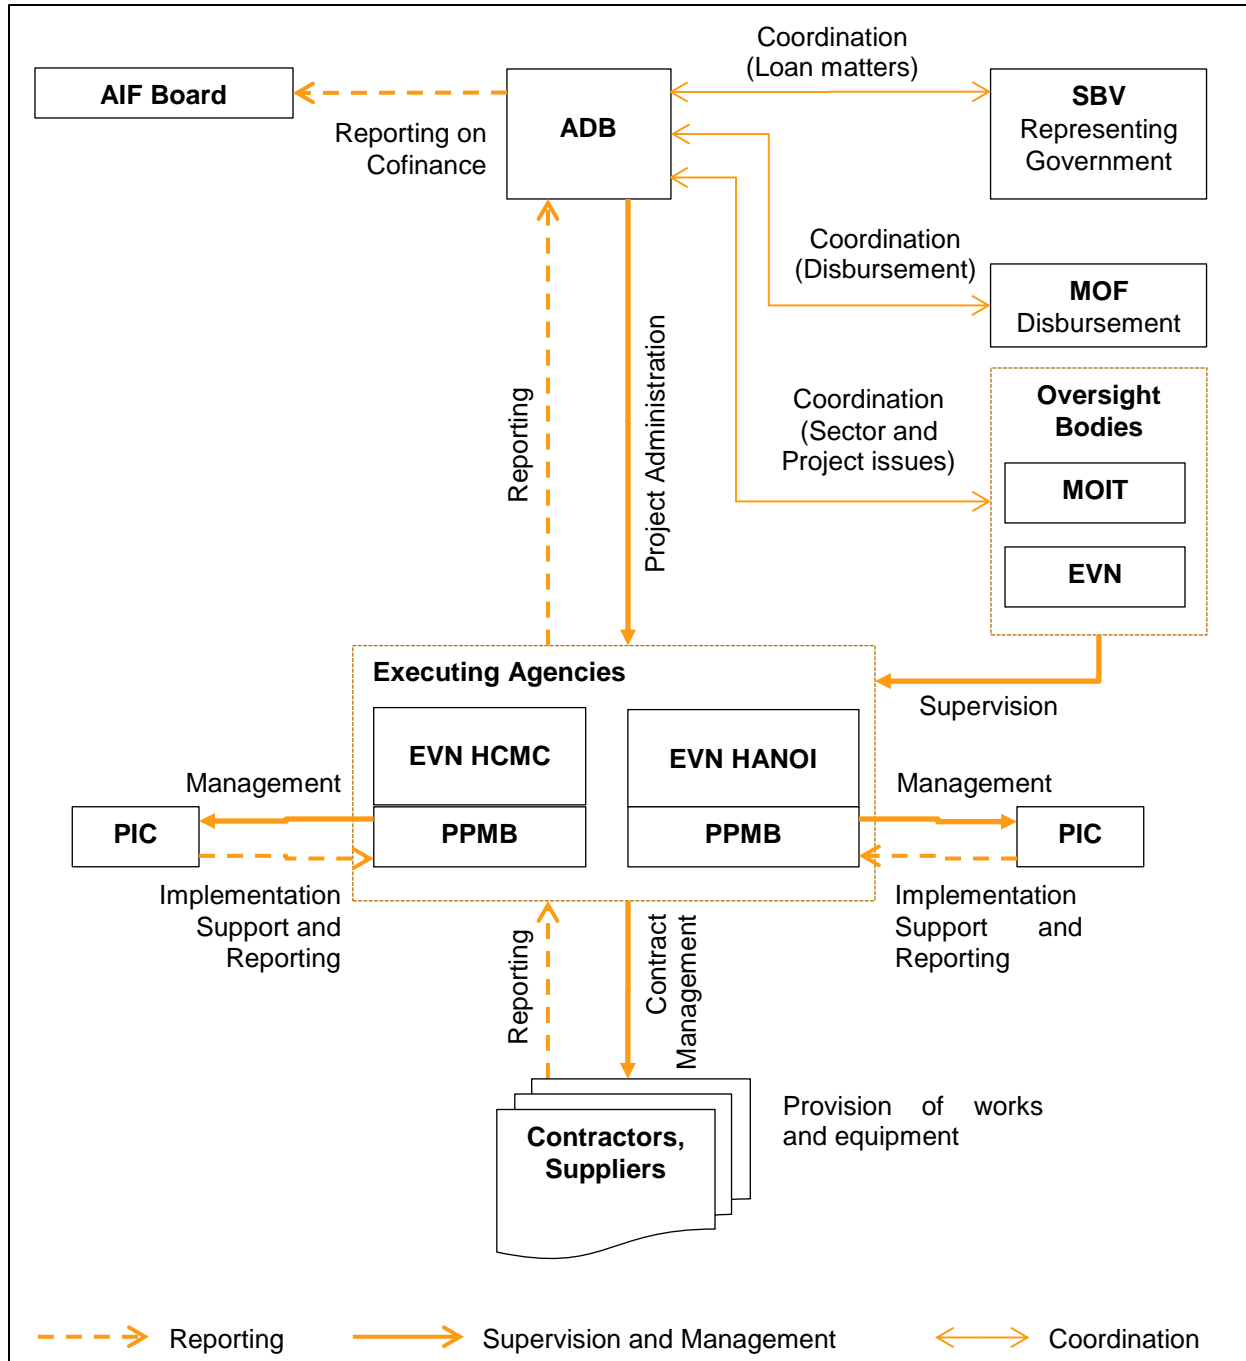 Coordination
(Loan matters)
AIF Board
ADB
SBV
Representing
Government
Reporting on
Cofinance
Coordination
(Disbursement)
MOF
Disbursement
Reporting
Project Administration
Coordination
(Sector and
Project issues)
Oversight
Bodies
MOIT
EVN
Executing Agencies
Supervision
EVN HCMC
EVN HANOI
Management
Management
PIC
PPMB
PPMB
PIC
Implementation
Support and
Reporting
Implementation
Support and
Reporting
Reporting
Contract
Management
Contractors,
Suppliers
Provision of works
and equipment
Reporting
Supervision and Management
Coordination